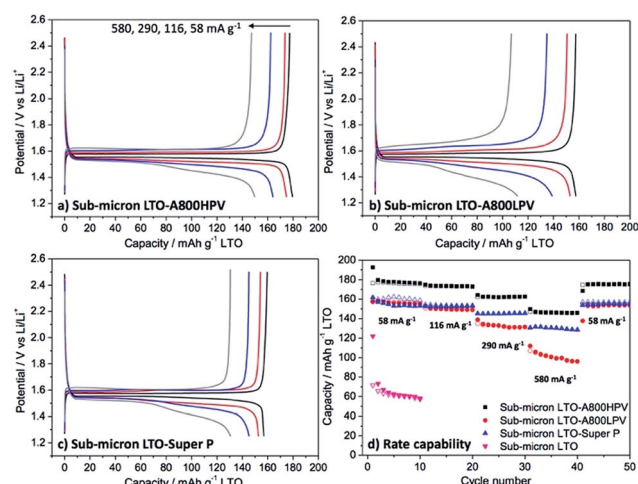 580, 290, 116, 58 mA g⁻¹
Potential / V vs Li/Li⁺
2.6
2.4
2.2
2.0
1.8
1.6
1.4
1.2
a) Sub-micron LTO-A800HPV
0 20 40 60 80 100 120 140 160 180 200
Capacity / mAh g⁻¹ LTO
Potential / V vs Li/Li⁺
2.6
2.4
2.2
2.0
1.8
1.6
1.4
1.2
b) Sub-micron LTO-A800LPV
0 20 40 60 80 100 120 140 160 180 200
Capacity / mAh g⁻¹ LTO
Potential / V vs Li/Li⁺
2.6
2.4
2.2
2.0
1.8
1.6
1.4
1.2
c) Sub-micron LTO-Super P
0 20 40 60 80 100 120 140 160 180 200
Capacity / mAh g⁻¹ LTO
Capacity / mAh g⁻¹ LTO
200
180
160
140
120
100
80
60
40
20
0
58 mA g⁻¹
116 mA g⁻¹
290 mA g⁻¹
580 mA g⁻¹
58 mA g⁻¹
Sub-micron LTO-A800HPV
Sub-micron LTO-A800LPV
Sub-micron LTO-Super P
Sub-micron LTO
d) Rate capability
0 10 20 30 40 50
Cycle number